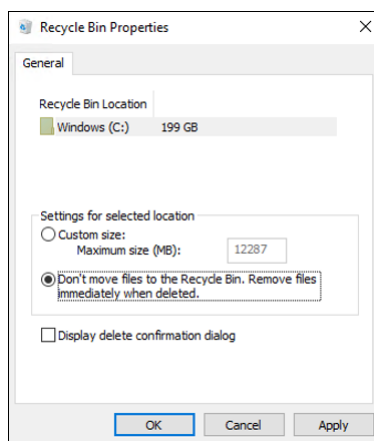 Recycle Bin Properties
General
Recycle Bin Location
Windows (C:) 199 GB
Settings for selected location
Custom size:
Maximum size (MB): 12287
Don't move files to the Recycle Bin. Remove files
immediately when deleted.
Display delete confirmation dialog
OK Cancel Apply